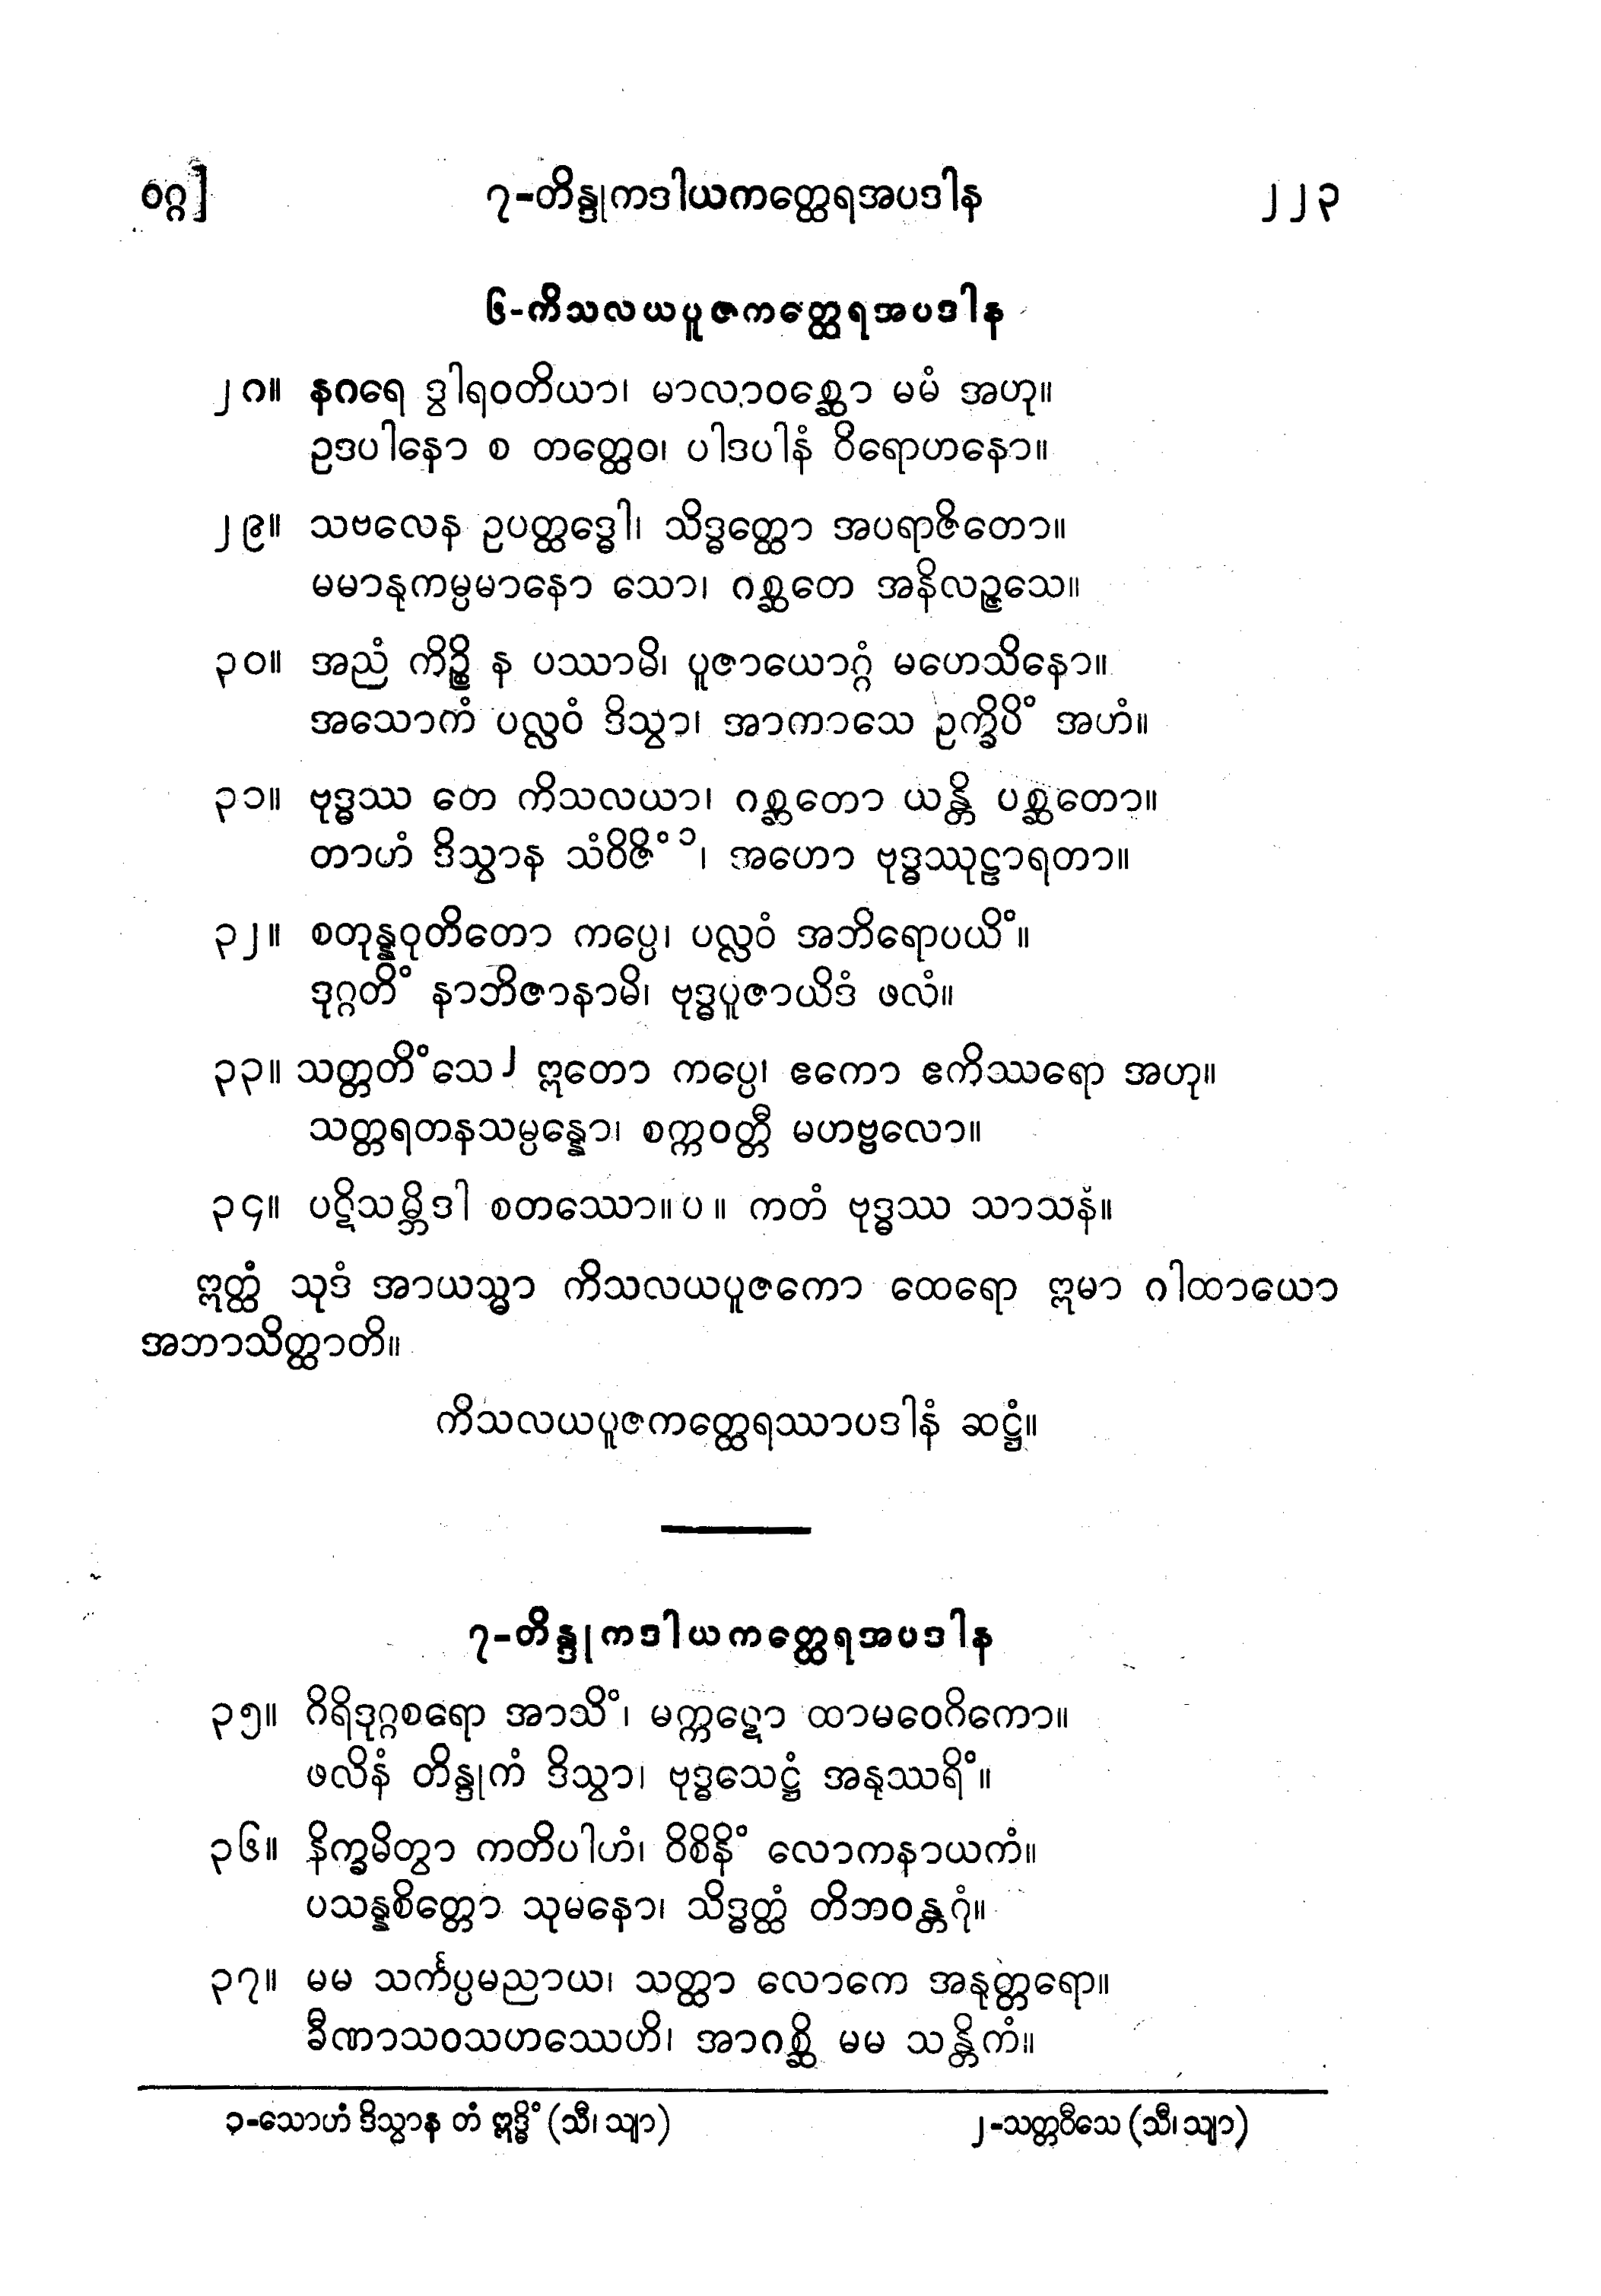 ဝဂ္ဂ] ၇-တိန္ဒုကဒါယကတ္ထေရအပဒါန ၂၂၃
၆-ကိသလယပူဇကတ္ထေရအပဒါန
၂၈။ နဂရေ ဒွါရဝတိယာ၊ မာလာဝစ္ဆော မမံ အဟု။
ဥဒပါနော စ တတ္ထေဝ၊ ပါဒပါနံ ဝိရောဟနော။
၂၉။ သဗလေန ဥပတ္ထဒ္ဓေါ၊ သိဒ္ဓတ္ထော အပရာဇိတော။
မမာနုကမ္ပမာနော သော၊ ဂစ္ဆတေ အနိလဉ္ဇသေ။
၃၀။ အညံ ကိဉ္စိ န ပဿာမိ၊ ပူဇာယောဂ္ဂံ မဟေသိနော။
အသောကံ ပလ္လဝံ ဒိသွာ၊ အာကာသေ ဥက္ခိပိံ အဟံ။
၃၁။ ဗုဒ္ဓဿ တေ ကိသလယာ၊ ဂစ္ဆတော ယန္တိ ပစ္ဆတော။
တာဟံ ဒိသွာန သံဝိဇိံ ၁၊ အဟော ဗုဒ္ဓဿုဠာရတာ။
၃၂။ စတုန္နဝုတိတော ကပ္ပေ၊ ပလ္လဝံ အဘိရောပယိံ။
ဒုဂ္ဂတိံ နာဘိဇာနာမိ၊ ဗုဒ္ဓပူဇာယိဒံ ဖလံ။
၃၃။ သတ္တတိံသေ ၂ ဣတော ကပ္ပေ၊ ဧကော ဧကိဿရော အဟု။
သတ္တရတနသမ္ပန္နော၊ စက္ကဝတ္တီ မဟဗ္ဗလော။
၃၄။ ပဋိသမ္ဘိဒါ စတဿော။ပ။ ကတံ ဗုဒ္ဓဿ သာသနံ။
ဣတ္ထံ သုဒံ အာယသ္မာ ကိသလယပူဇကော ထေရော ဣမာ ဂါထာယော
အဘာသိတ္ထာတိ။
ကိသလယပူဇကတ္ထေရဿာပဒါနံ ဆဋ္ဌံ။
၇-တိန္ဒုကဒါယကတ္ထေရအပဒါန
၃၅။ ဂိရိဒုဂ္ဂစရော အာသိံ၊ မက္ကဋော ထာမဝေဂိကော။
ဖလိနံ တိန္ဒုကံ ဒိသွာ၊ ဗုဒ္ဓသေဋ္ဌံ အနုဿရိံ။
၃၆။ နိက္ခမိတွာ ကတိပါဟံ၊ ဝိစိနိံ လောကနာယကံ။
ပသန္နစိတ္တော သုမနော၊ သိဒ္ဓတ္ထံ တိဘဝန္တဂုံ။
၃၇။ မမ သင်္ကပ္ပမညာယ၊ သတ္ထာ လောကေ အနုတ္တရော။
ခီဏာသဝသဟဿေဟိ၊ အာဂစ္ဆိ မမ သန္တိကံ။
၁-သောဟံ ဒိသွာန တံ ဣဒ္ဓိံ (သီ၊ သျာ) ၂-သတ္တဝီသေ (သီ၊ သျာ)